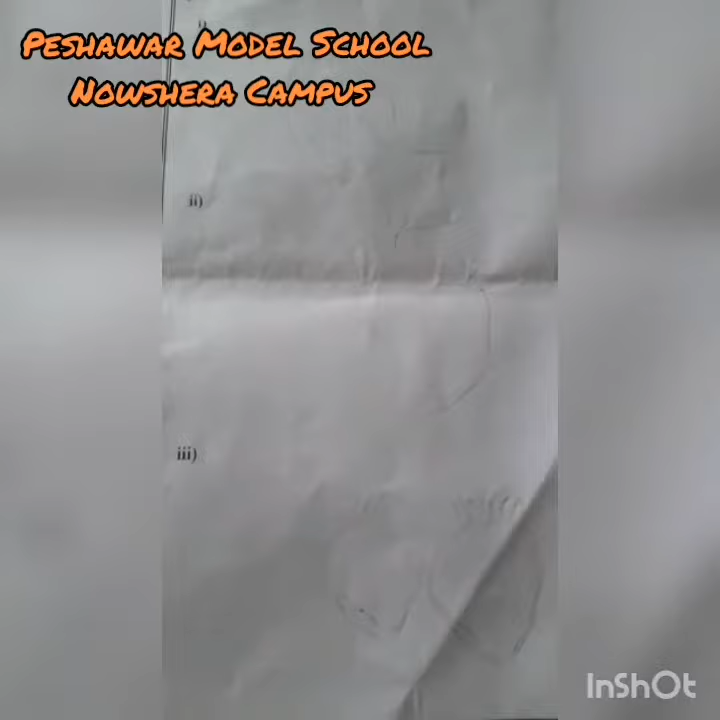 PESHAWAR MODEL SCHOOL
NOWSHERA CAMPUS
i)
ii)
iii)
InShOt